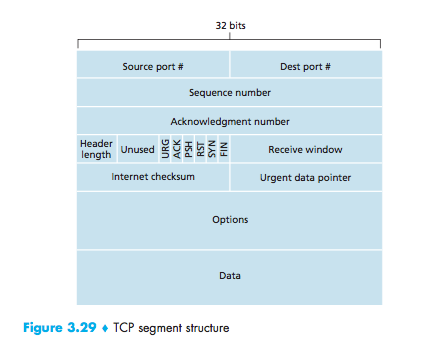 32 bits
Source port # Dest port #
Sequence number
Acknowledgment number
Header length Unused URG ACK PSH RST SYN FIN Receive window
Internet checksum Urgent data pointer
Options
Data
Figure 3.29 ♦ TCP segment structure